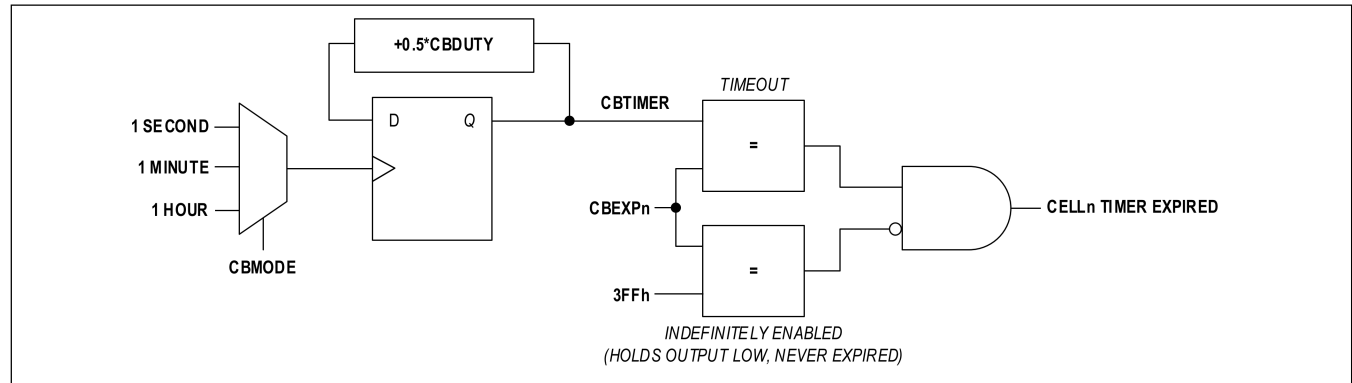 +0.5*CBDUTY
TIMEOUT
CBTIMER
D
Q
1 SECOND
=
1 MINUTE
1 HOUR
CBEXPn
CELLn TIMER EXPIRED
CBMODE
=
3FFh
INDEFINITELY ENABLED
(HOLDS OUTPUT LOW, NEVER EXPIRED)